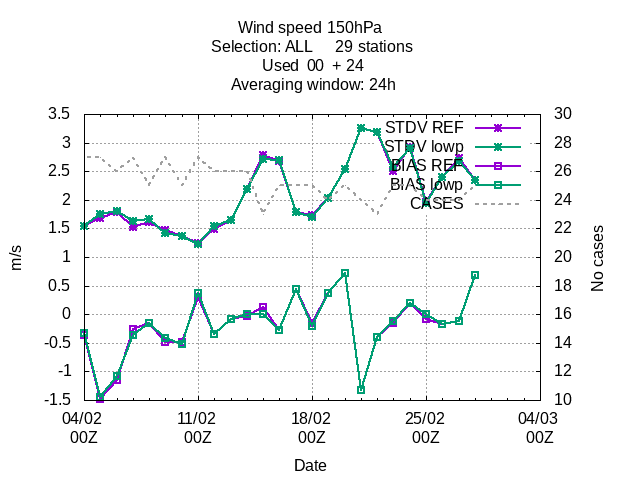 Wind speed 150hPa
Selection: ALL 29 stations
Used 00 + 24
Averaging window: 24h
3.5
3
2.5
2
1.5
1
0.5
0
-0.5
-1
-1.5
m/s
30
28
26
24
22
20
18
16
14
12
10
No cases
STDV REF
STDV lowp
BIAS REF
BIAS lowp
CASES
04/02 11/02 18/02 25/02 04/03
00Z 00Z 00Z 00Z 00Z
Date